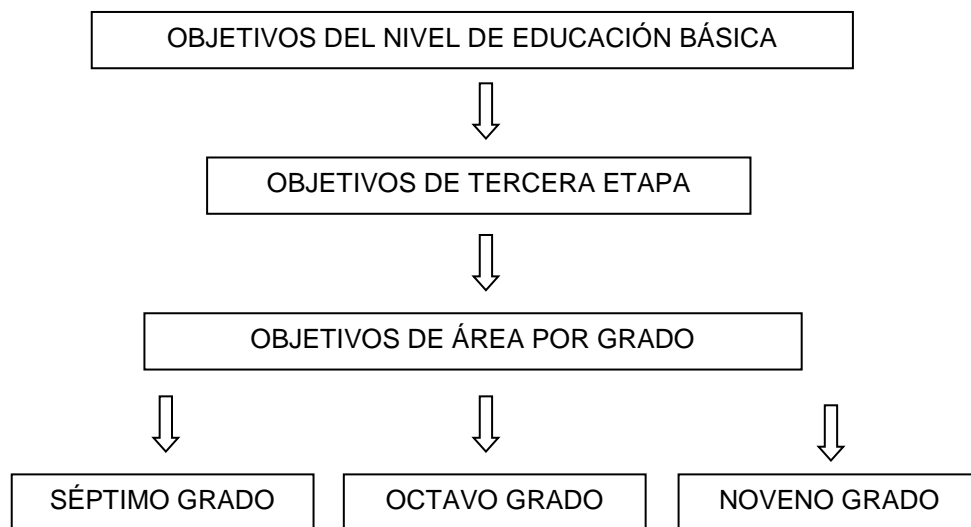 OBJETIVOS DEL NIVEL DE EDUCACIÓN BÁSICA
OBJETIVOS DE TERCERA ETAPA
OBJETIVOS DE ÁREA POR GRADO
SÉPTIMO GRADO
OCTAVO GRADO
NOVENO GRADO